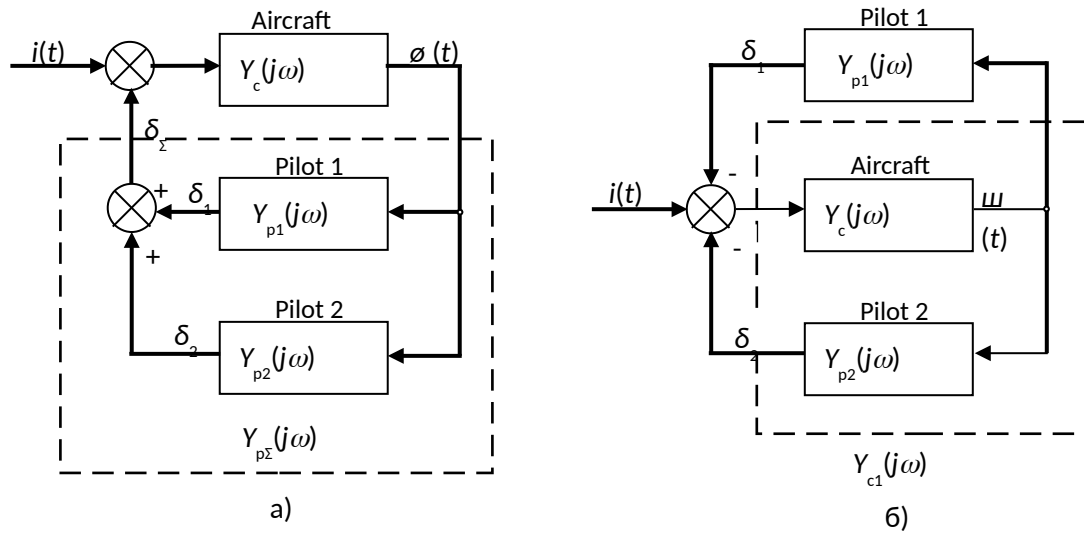 Aircraft
i(t)
Y_c(jω)
ø (t)
δ_Σ
Pilot 1
+
δ_1
Y_p1(jω)
+
Pilot 2
δ_2
Y_p2(jω)
Y_pΣ(jω)
а)
Pilot 1
δ_1
Y_p1(jω)
-
Aircraft
i(t)
Y_c(jω)
ш
(t)
-
Pilot 2
δ_2
Y_p2(jω)
Y_c1(jω)
б)